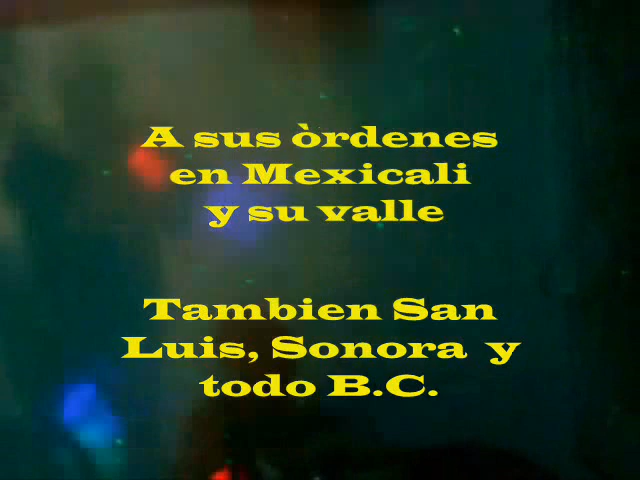 A sus òrdenes
en Mexicali
y su valle
Tambien San
Luis, Sonora y
todo B.C.